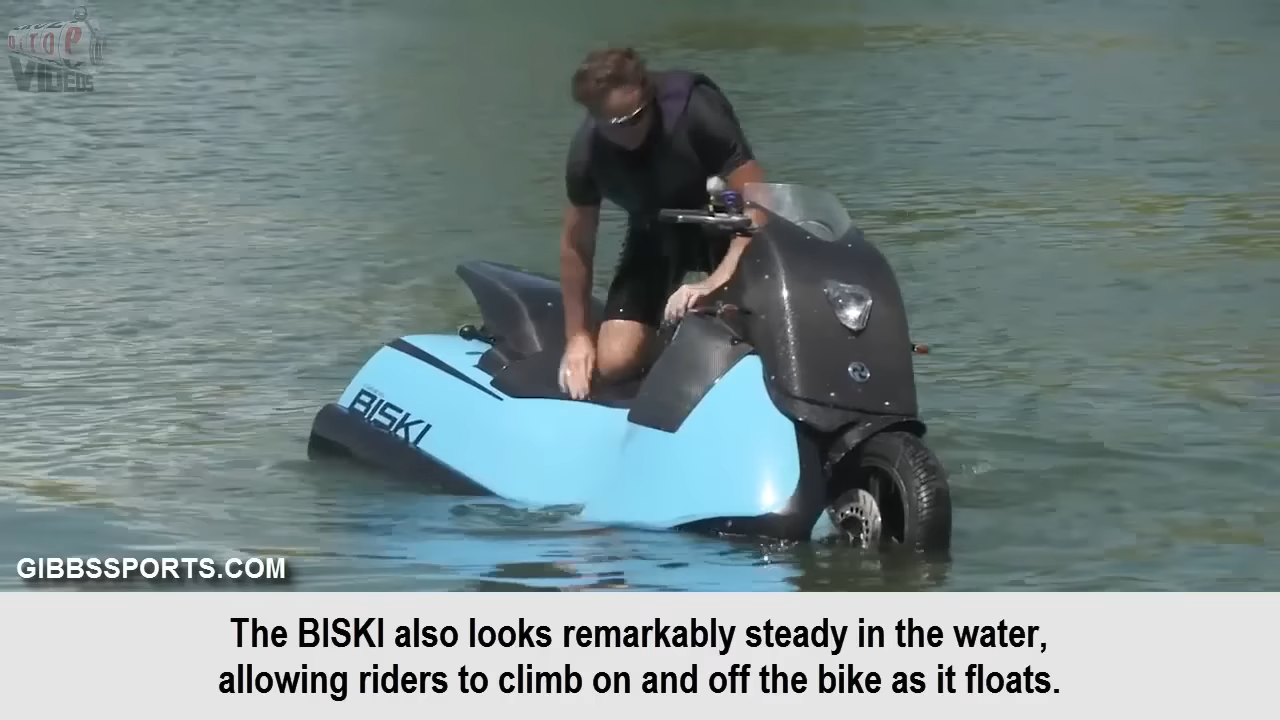 VIDEOS
BISKI
GIBBSSPORTS.COM
The BISKI also looks remarkably steady in the water,
allowing riders to climb on and off the bike as it floats.